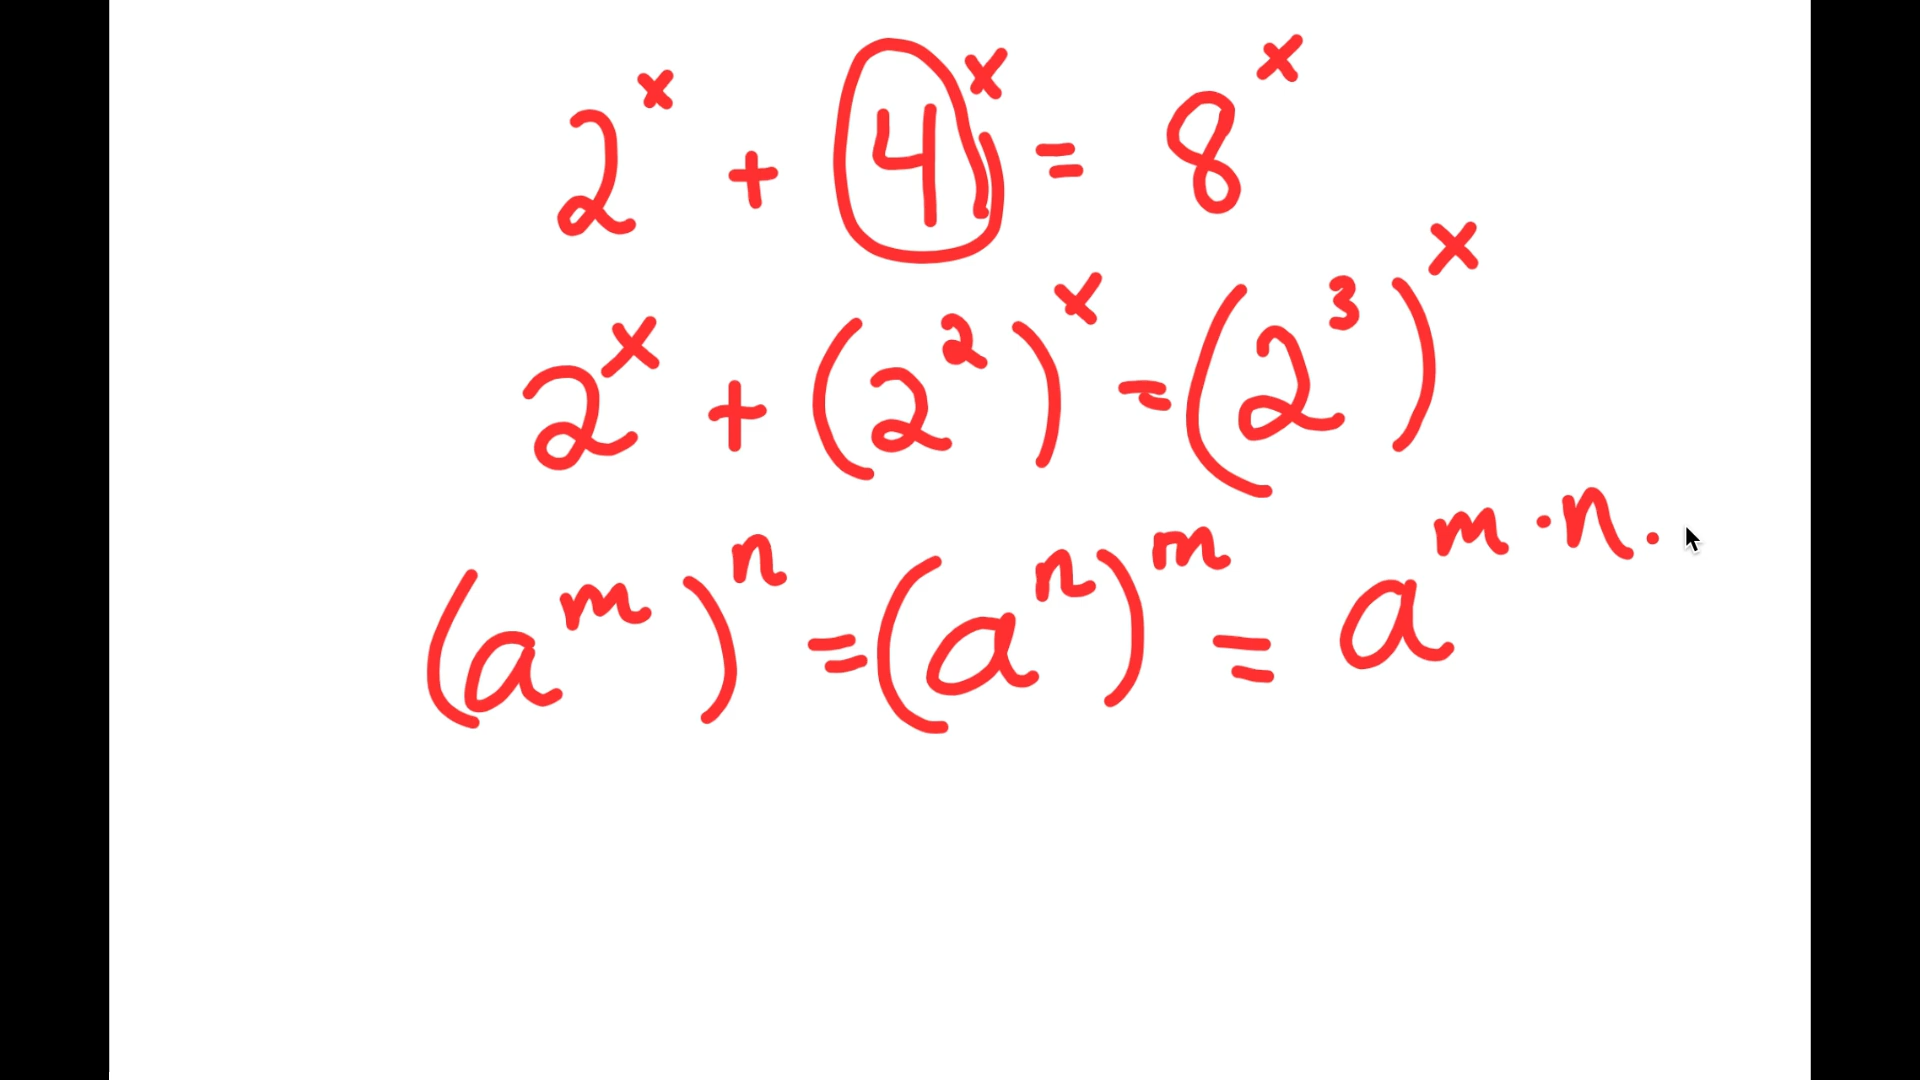 2^x + 4^x = 8^x
2^x + (2^2)^x = (2^3)^x
(a^m)^n = (a^n)^m = a^{m·n}.